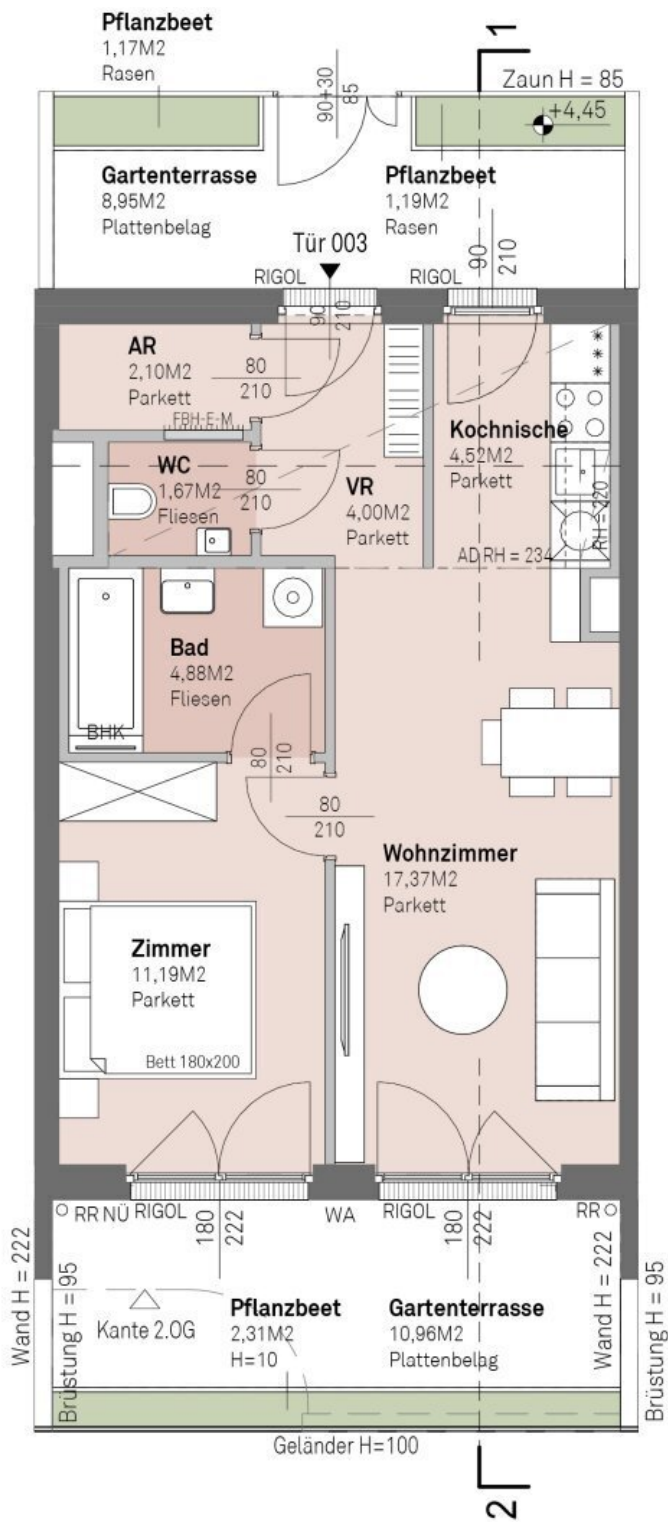 Pflanzbeet
1,17M2
Rasen
90+30
85
1
Zaun H = 85
+4,45
Gartenterrasse
8,95M2
Plattenbelag
Pflanzbeet
1,19M2
Rasen
Tür 003
90
210
RIGOL
RIGOL
90
210
AR
2,10M2
Parkett
80
210
FBH-E-M
WC
1,67M2
Fliesen
80
210
VR
4,00M2
Parkett
Kochnische
4,52M2
Parkett
RH = 220
AD RH = 234
Bad
4,88M2
Fliesen
BHK
80
210
80
210
Wohnzimmer
17,37M2
Parkett
Zimmer
11,19M2
Parkett
Bett 180x200
RR NÜ
RIGOL
180
222
WA
RIGOL
180
222
RR
Wand H = 222
Brüstung H = 95
Kante 2.OG
Pflanzbeet
2,31M2
H=10
Gartenterrasse
10,96M2
Plattenbelag
Wand H = 222
Brüstung H = 95
Geländer H=100
2